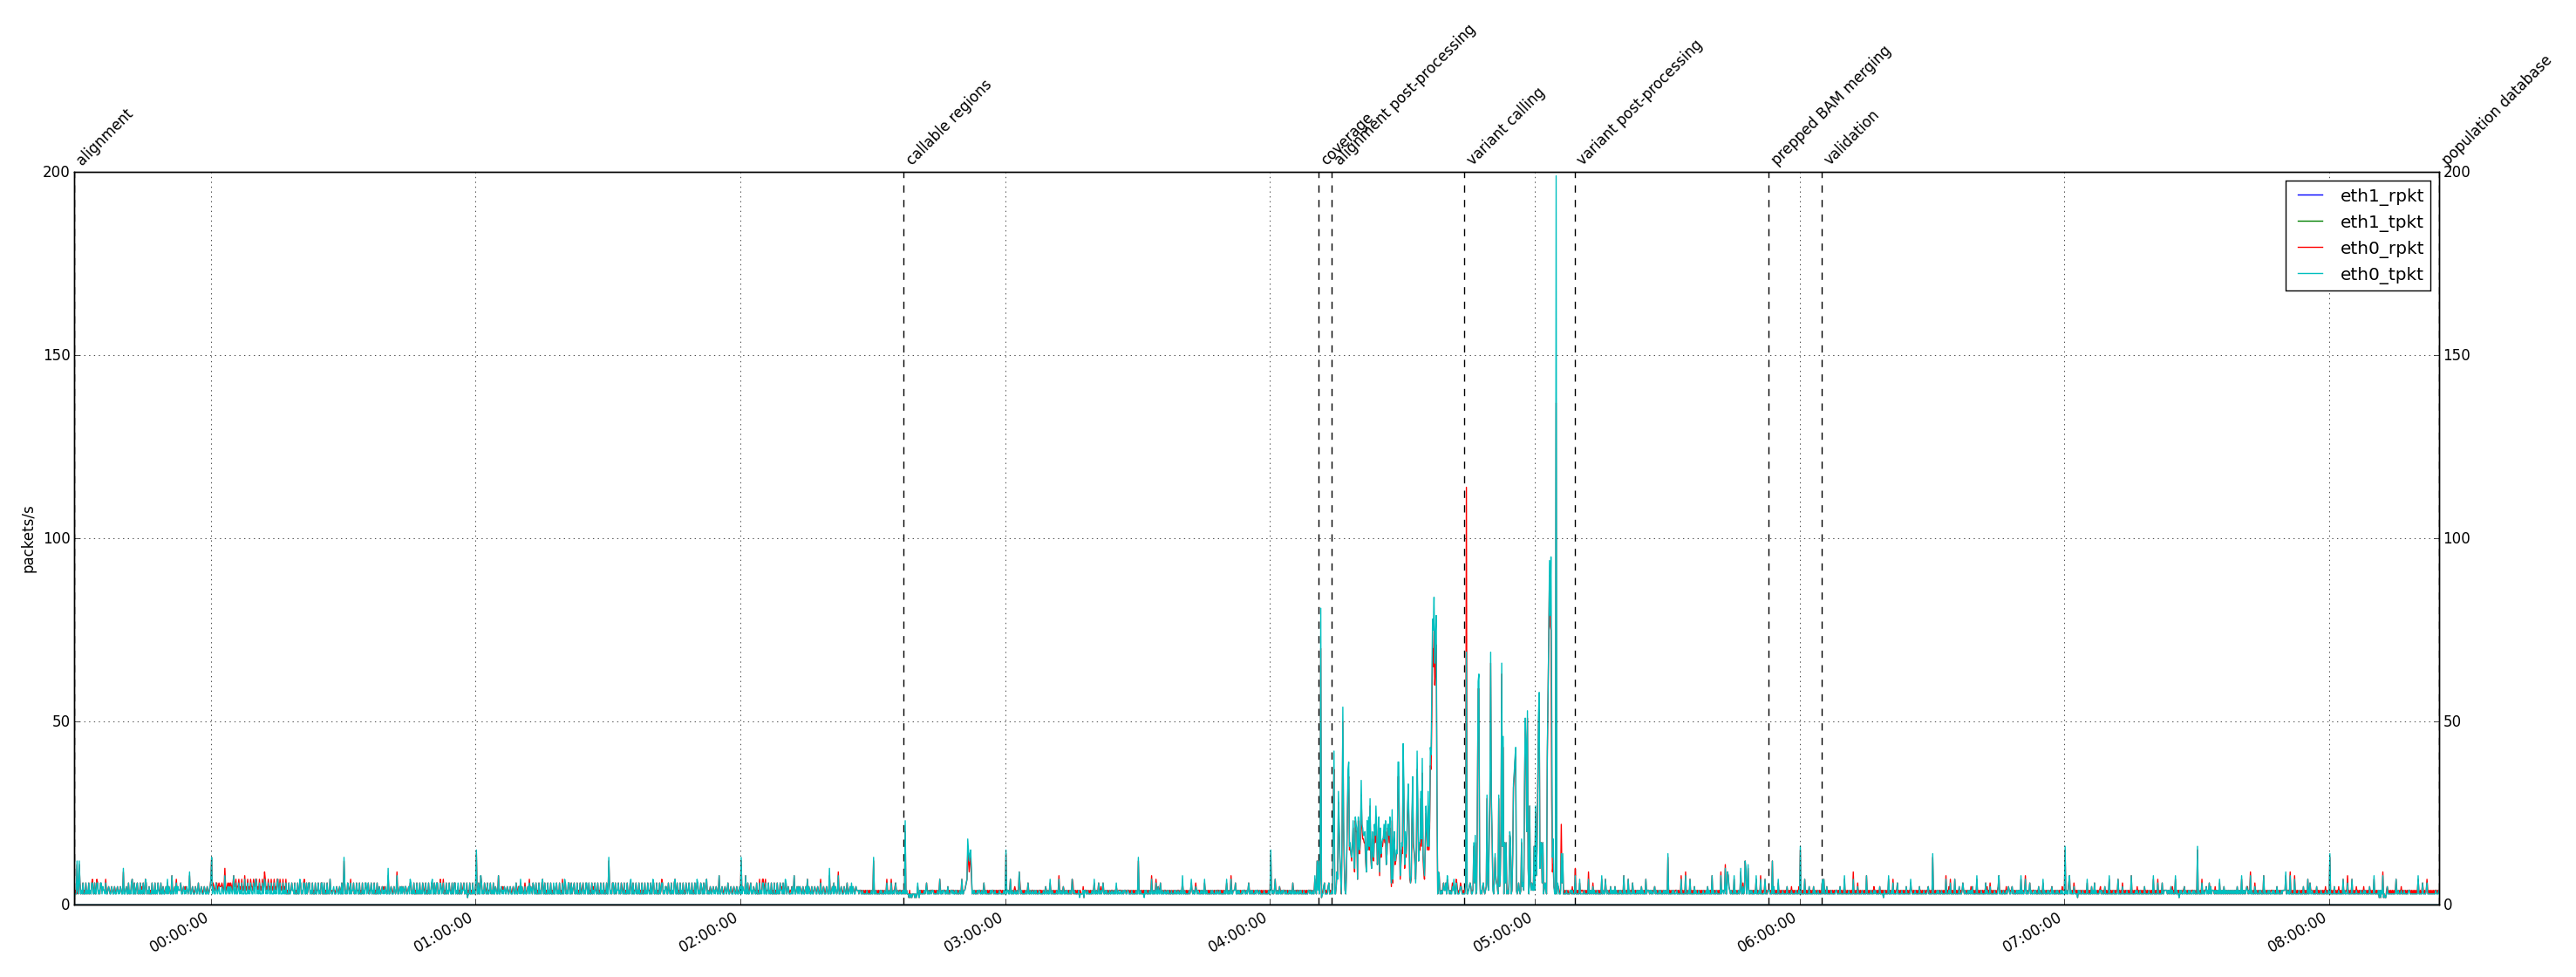 alignment
callable regions
coverage
alignment post-processing
variant calling
variant post-processing
prepped BAM merging
validation
population database
200
150
100
50
0
packets/s
200
150
100
50
0
eth1_rpkt
eth1_tpkt
eth0_rpkt
eth0_tpkt
00:00:00
01:00:00
02:00:00
03:00:00
04:00:00
05:00:00
06:00:00
07:00:00
08:00:00